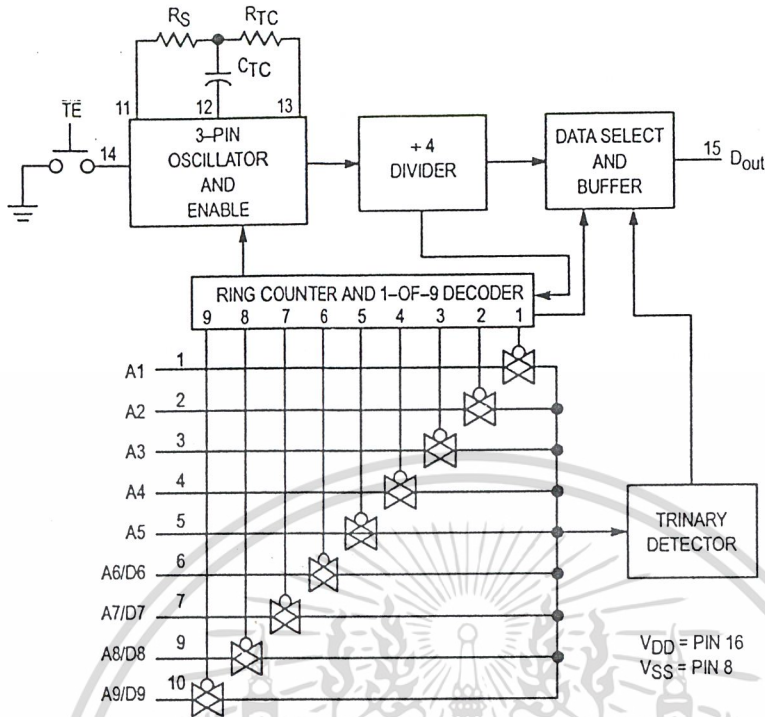 RS RTC
CTC
TE
11 12 13
14
3–PIN
OSCILLATOR
AND
ENABLE
+ 4
DIVIDER
DATA SELECT
AND
BUFFER
15
Dout
RING COUNTER AND 1–OF–9 DECODER
9 8 7 6 5 4 3 2 1
A1 1
A2 2
A3 3
A4 4
A5 5
A6/D6 6
A7/D7 7
A8/D8 9
A9/D9 10
TRINARY
DETECTOR
VDD = PIN 16
VSS = PIN 8